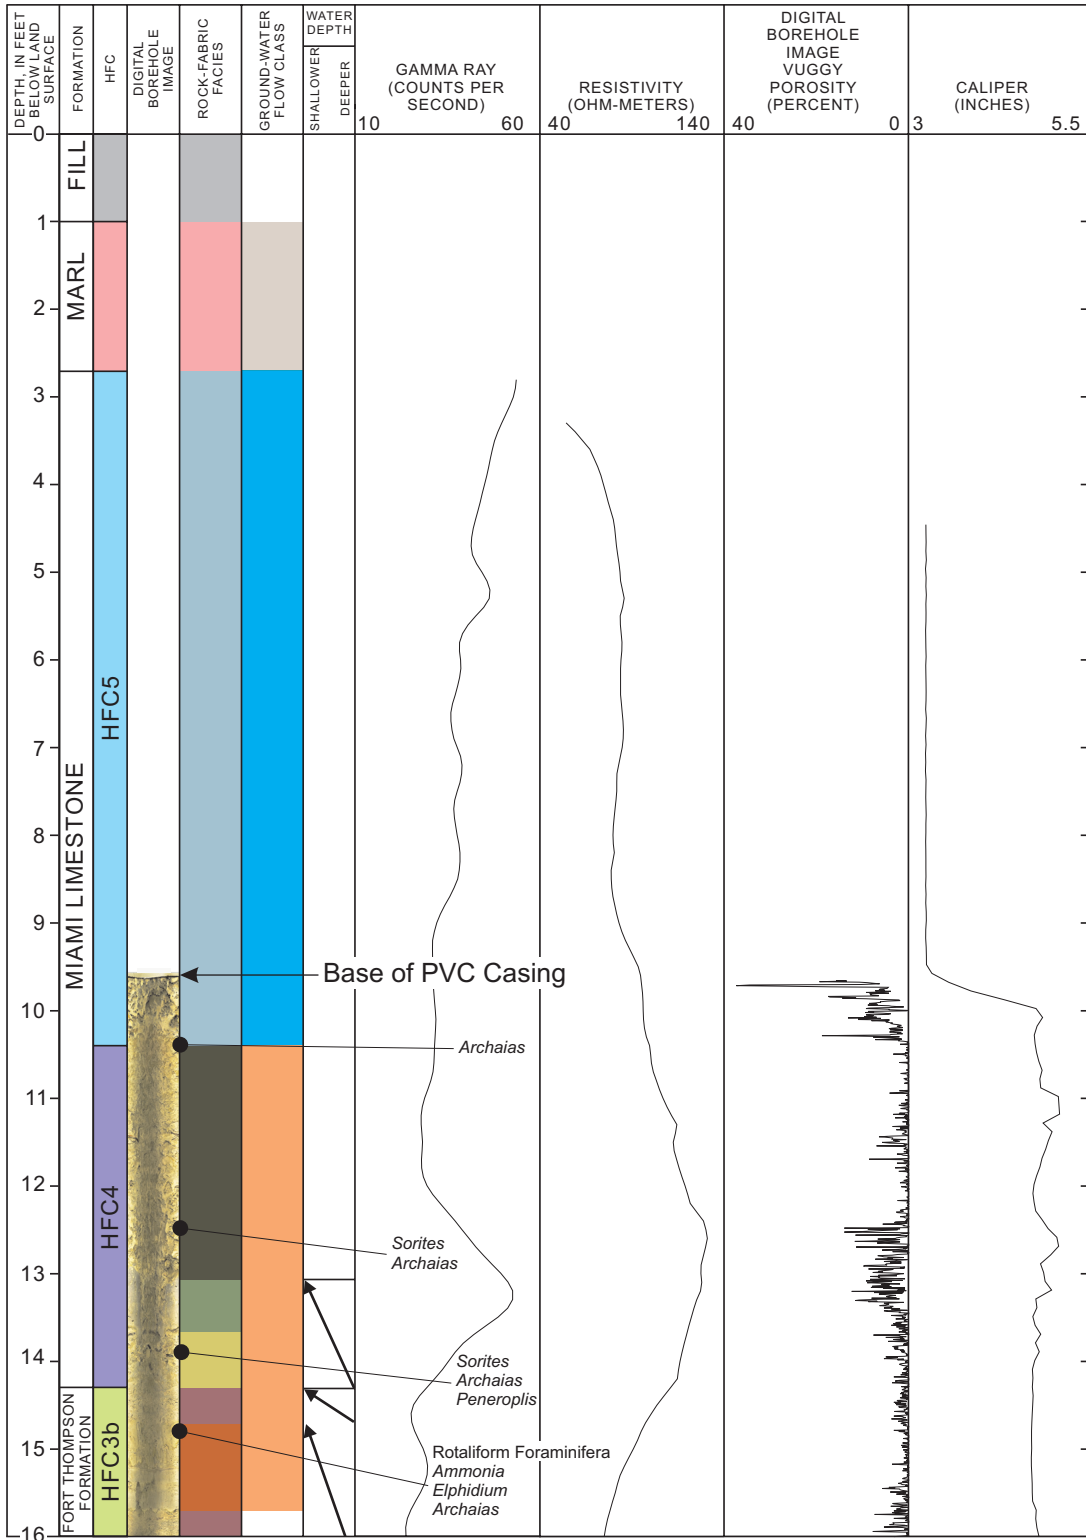 DEPTH, IN FEET
BELOW LAND
SURFACE
FORMATION
HFC
DIGITAL
BOREHOLE
IMAGE
ROCK-FABRIC
FACIES
GROUND-WATER
FLOW CLASS
WATER
DEPTH
SHALLOWER
DEEPER
GAMMA RAY
(COUNTS PER
SECOND)
10 60
RESISTIVITY
(OHM-METERS)
40 140
DIGITAL
BOREHOLE
IMAGE
VUGGY
POROSITY
(PERCENT)
40 0
CALIPER
(INCHES)
3 5.5
0
FILL
1
MARL
2
3
4
5
6
HFC5
7
MIAMI LIMESTONE
8
9
Base of PVC Casing
10
Archaias
11
12
HFC4
Sorites
Archaias
13
14
Sorites
Archaias
Peneroplis
FORT THOMPSON
FORMATION
HFC3b
15
Rotaliform Foraminifera
Ammonia
Elphidium
Archaias
16